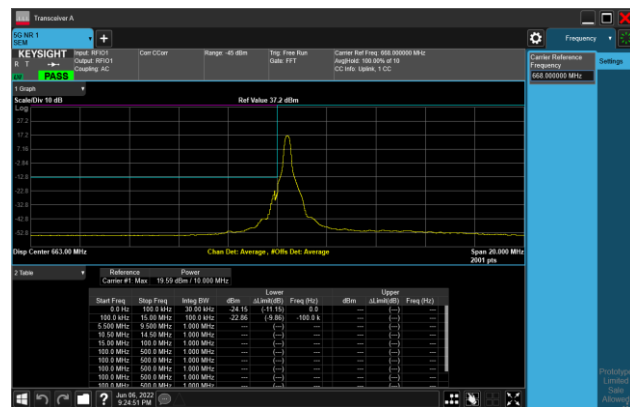 Transceiver A
5G NR 1
SEM
Frequency
KEYSIGHT
R T
PASS
Input: RFIO1
Output: RFIO1
Coupling: AC
Corr CCorr
Range: -45 dBm
Trig: Free Run
Gate: FFT
Carrier Ref Freq: 668.000000 MHz
Avg|Hold: 100.00% of 10
CC Info: Uplink, 1 CC
Carrier Reference
Frequency
668.000000 MHz
Settings
1 Graph
Scale/Div 10 dB
Ref Value 37.2 dBm
Log
27.2
17.2
7.19
-2.84
-12.8
-22.8
-32.8
-42.8
-52.8
Disp Center 663.00 MHz
Chan Det: Average , #Offs Det: Average
Span 20.000 MHz
2001 pts
2 Table
Reference Power
Carrier #1 Max 19.59 dBm / 10.000 MHz
Lower Upper
Start Freq Stop Freq Integ BW dBm ΔLimit(dB) Freq (Hz) dBm ΔLimit(dB) Freq (Hz)
0.0 Hz 100.0 kHz 30.00 kHz -24.15 (-11.15) 0.0 --- (---) ---
100.0 kHz 15.00 MHz 100.0 kHz -22.86 (-9.86) -100.0 k --- (---) ---
5.500 MHz 9.500 MHz 1.000 MHz --- (---) --- --- (---) ---
10.50 MHz 14.50 MHz 1.000 MHz --- (---) --- --- (---) ---
15.00 MHz 100.0 MHz 1.000 MHz --- (---) --- --- (---) ---
100.0 MHz 500.0 MHz 1.000 MHz --- (---) --- --- (---) ---
100.0 MHz 500.0 MHz 1.000 MHz --- (---) --- --- (---) ---
100.0 MHz 500.0 MHz 1.000 MHz --- (---) --- --- (---) ---
100.0 MHz 500.0 MHz 1.000 MHz --- (---) --- --- (---) ---
Jun 06, 2022
9:24:51 PM
Prototype
Limited
Sale
Allowed